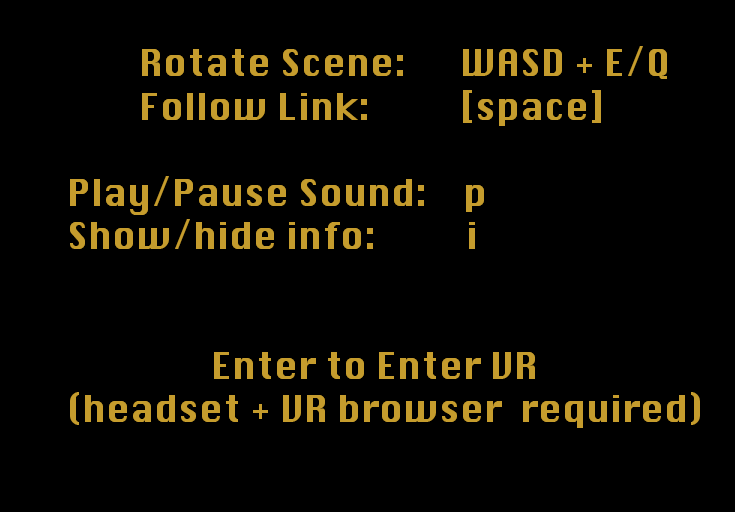 Rotate Scene: WASD + E/Q
Follow Link: [space]
Play/Pause Sound: p
Show/hide info: i
Enter to Enter VR
(headset + VR browser required)